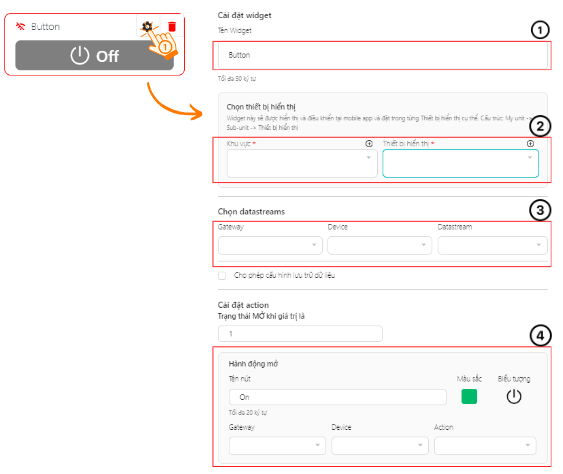 Button
Off
1
Cài đặt widget
Tên Widget
1
Button
Tối đa 50 ký tự
Chọn thiết bị hiển thị
Widget này sẽ được hiển thị và điều khiển tại mobile app và đặt trong từng Thiết bị hiển thị cụ thể. Cấu trúc: My unit ->
Sub-unit -> Thiết bị hiển thị
2
Khu vực *
Thiết bị hiển thị *
Chọn datastreams
3
Gateway
Device
Datastream
Cho phép cấu hình lưu trữ dữ liệu
Cài đặt action
Trạng thái MỞ khi giá trị là
1
4
Hành động mở
Tên nút
Màu sắc
Biểu tượng
On
Tối đa 20 ký tự
Gateway
Device
Action